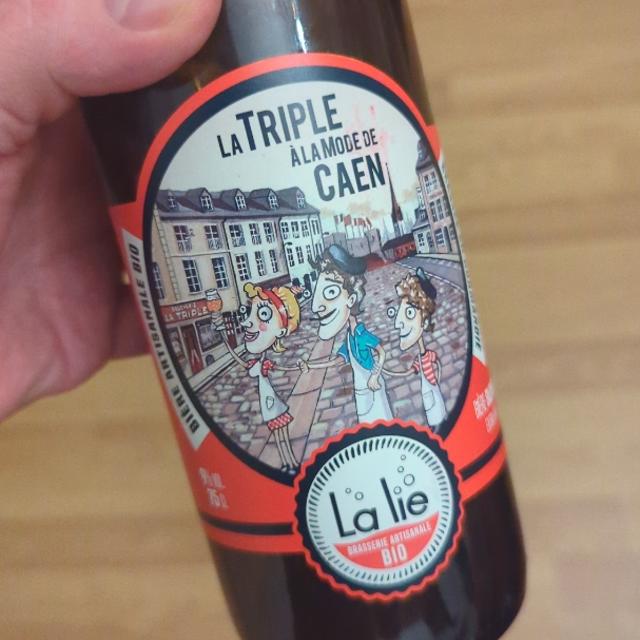 LA TRIPLE
À LA MODE DE
CAEN
LA TRIPLE
BIÈRE ARTISANALE BIO
La lie
BRASSERIE ARTISANALE
BIO